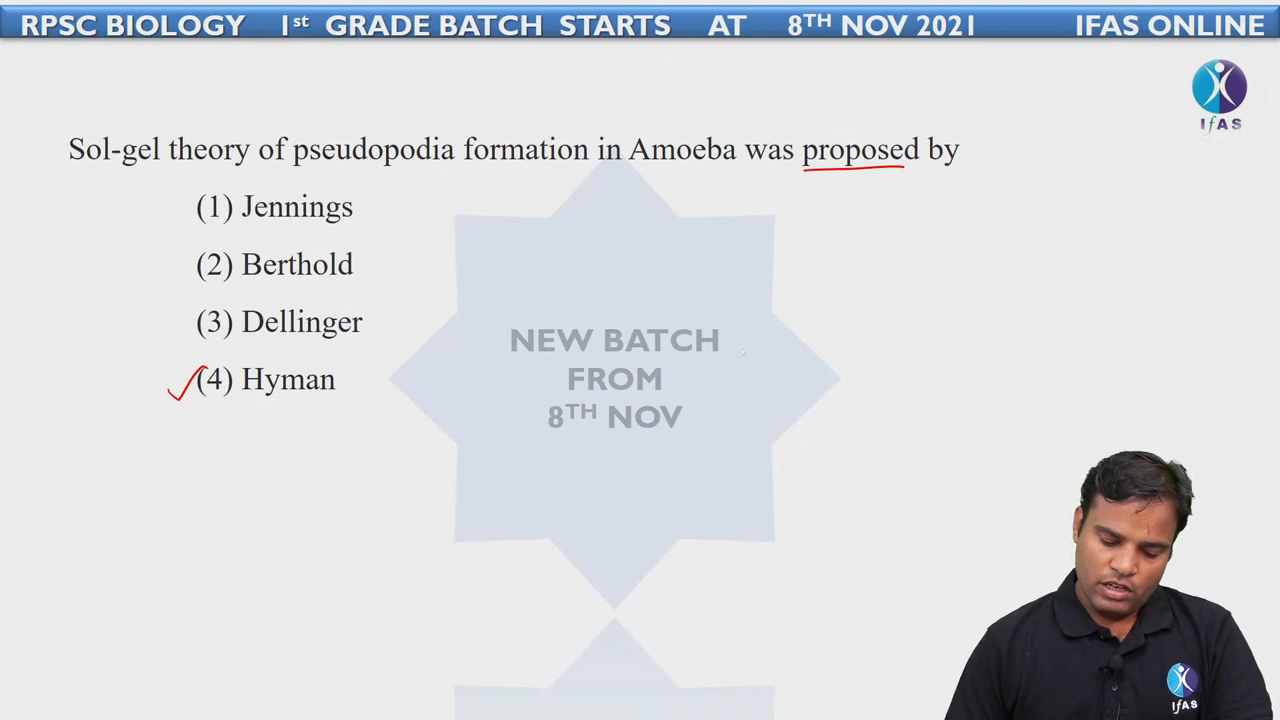 RPSC BIOLOGY 1st GRADE BATCH STARTS AT 8TH NOV 2021 IFAS ONLINE
IfAS
Sol-gel theory of pseudopodia formation in Amoeba was proposed by
(1) Jennings
(2) Berthold
(3) Dellinger
(4) Hyman
NEW BATCH
FROM
8TH NOV
IfAS